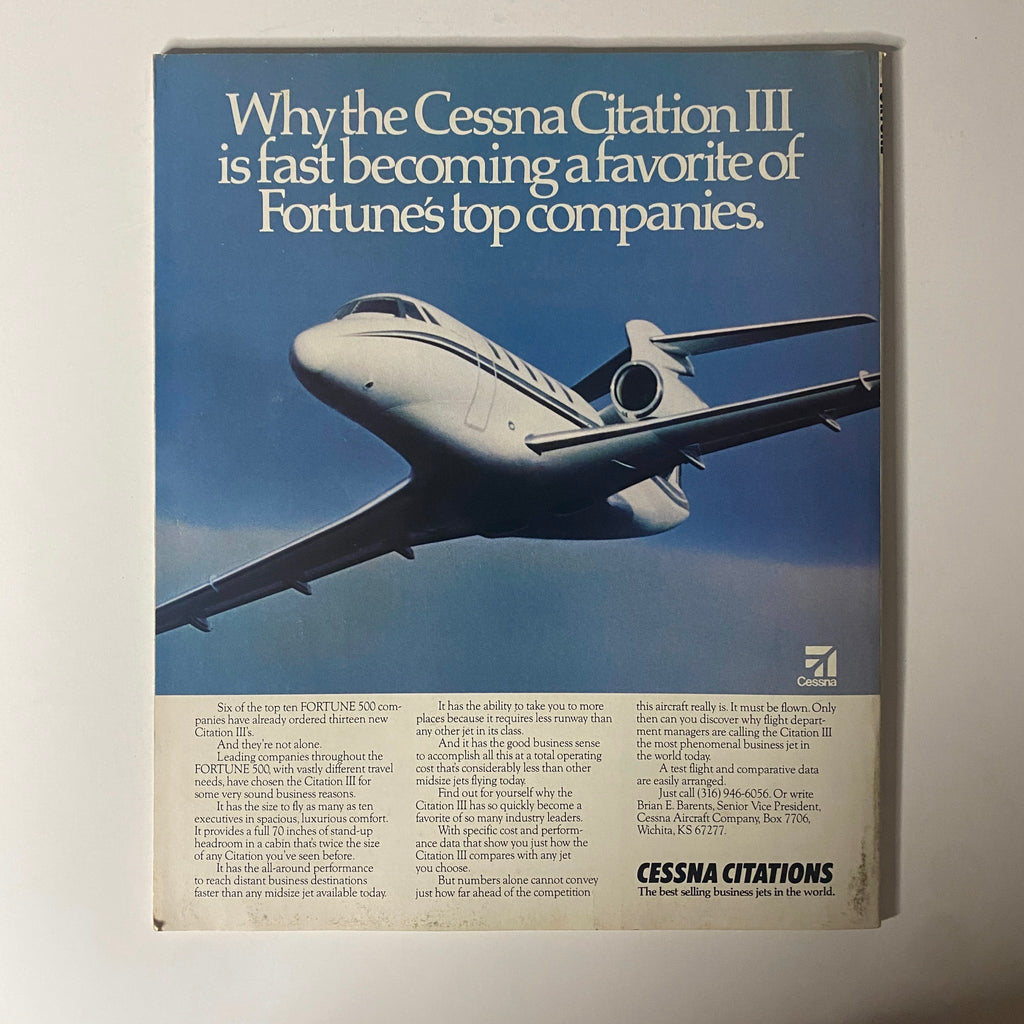 Why the Cessna Citation III
is fast becoming a favorite of
Fortune's top companies.
Cessna
Six of the top ten FORTUNE 500 com-
panies have already ordered thirteen new
Citation III's.
And they're not alone.
Leading companies throughout the
FORTUNE 500, with vastly different travel
needs, have chosen the Citation III for
some very sound business reasons.
It has the size to fly as many as ten
executives in spacious, luxurious comfort.
It provides a full 70 inches of stand-up
headroom in a cabin that's twice the size
of any Citation you've seen before.
It has the all-around performance
to reach distant business destinations
faster than any midsize jet available today.
It has the ability to take you to more
places because it requires less runway than
any other jet in its class.
And it has the good business sense
to accomplish all this at a total operating
cost that's considerably less than other
midsize jets flying today.
Find out for yourself why the
Citation III has so quickly become a
favorite of so many industry leaders.
With specific cost and perform-
ance data that show you just how the
Citation III compares with any jet
you choose.
But numbers alone cannot convey
just how far ahead of the competition
this aircraft really is. It must be flown. Only
then can you discover why flight depart-
ment managers are calling the Citation III
the most phenomenal business jet in
the world today.
A test flight and comparative data
are easily arranged.
Just call (316) 946-6056. Or write
Brian E. Barents, Senior Vice President,
Cessna Aircraft Company, Box 7706,
Wichita, KS 67277.
CESSNA CITATIONS
The best selling business jets in the world.